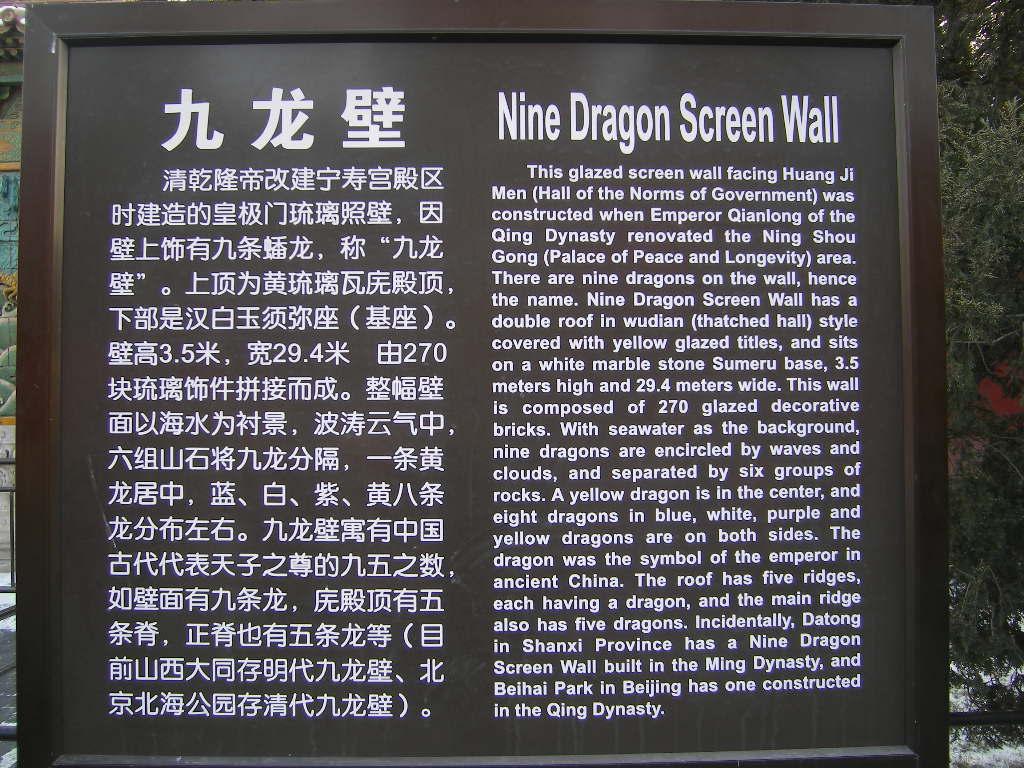 九龙壁
清乾隆帝改建宁寿宫殿区
时建造的皇极门琉璃照壁，因
壁上饰有九条蟠龙，称“九龙
壁”。上顶为黄琉璃瓦庑殿顶，
下部是汉白玉须弥座（基座）。
壁高3.5米，宽29.4米 由270
块琉璃饰件拼接而成。整幅壁
面以海水为衬景，波涛云气中，
六组山石将九龙分隔，一条黄
龙居中，蓝、白、紫、黄八条
龙分布左右。九龙壁寓有中国
古代代表天子之尊的九五之数，
如壁面有九条龙，庑殿顶有五
条脊，正脊也有五条龙等（目
前山西大同存明代九龙壁、北
京北海公园存清代九龙壁）。
Nine Dragon Screen Wall
This glazed screen wall facing Huang Ji
Men (Hall of the Norms of Government) was
constructed when Emperor Qianlong of the
Qing Dynasty renovated the Ning Shou
Gong (Palace of Peace and Longevity) area.
There are nine dragons on the wall, hence
the name. Nine Dragon Screen Wall has a
double roof in wudian (thatched hall) style
covered with yellow glazed titles, and sits
on a white marble stone Sumeru base, 3.5
meters high and 29.4 meters wide. This wall
is composed of 270 glazed decorative
bricks. With seawater as the background,
nine dragons are encircled by waves and
clouds, and separated by six groups of
rocks. A yellow dragon is in the center, and
eight dragons in blue, white, purple and
yellow dragons are on both sides. The
dragon was the symbol of the emperor in
ancient China. The roof has five ridges,
each having a dragon, and the main ridge
also has five dragons. Incidentally, Datong
in Shanxi Province has a Nine Dragon
Screen Wall built in the Ming Dynasty, and
Beihai Park in Beijing has one constructed
in the Qing Dynasty.